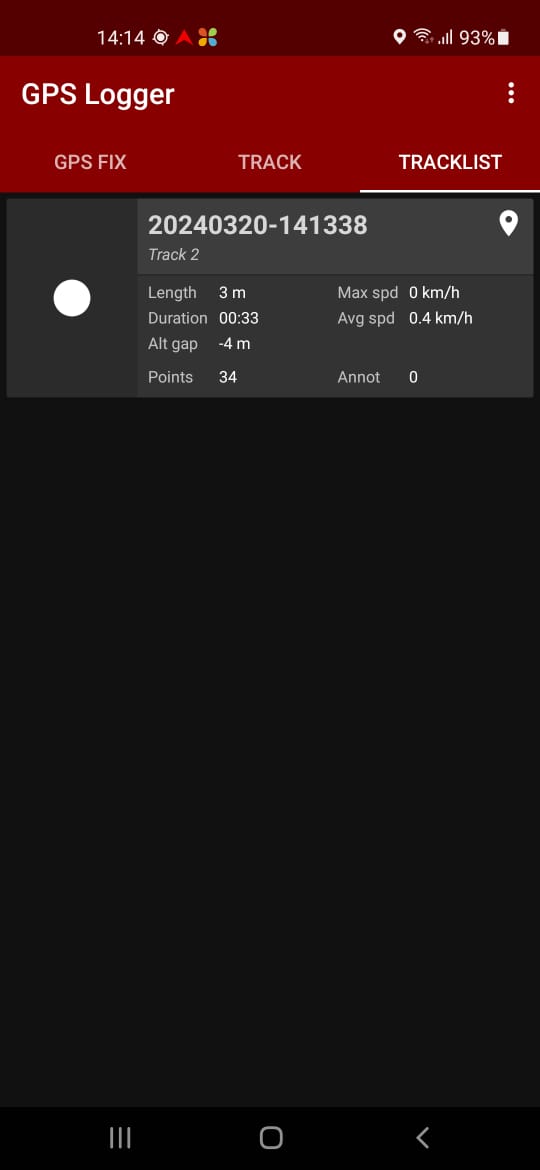 14:14 93%
GPS Logger
GPS FIX TRACK TRACKLIST
20240320-141338
Track 2
Length 3 m Max spd 0 km/h
Duration 00:33 Avg spd 0.4 km/h
Alt gap -4 m
Points 34 Annot 0